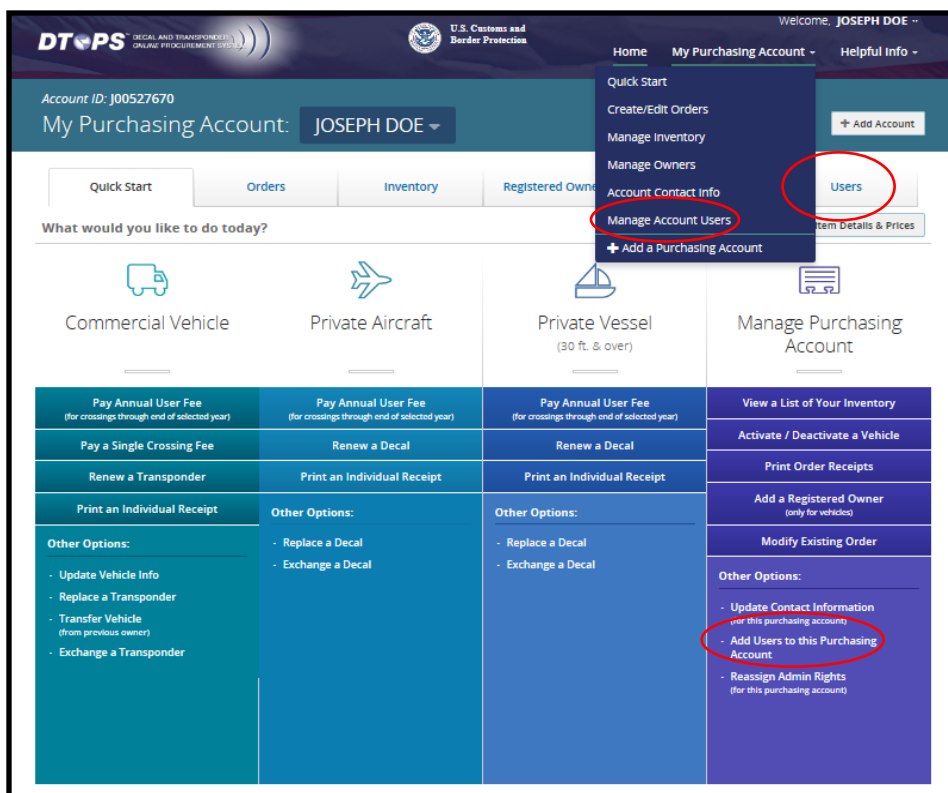 Welcome, JOSEPH DOE
DTOPS DECAL AND TRANSPONDER
ONLINE PROCUREMENT SYSTEM
U.S. Customs and
Border Protection
Home My Purchasing Account Helpful Info
Account ID: J00527670
My Purchasing Account: JOSEPH DOE
+ Add Account
Quick Start
Create/Edit Orders
Manage Inventory
Manage Owners
Account Contact Info
Manage Account Users
+ Add a Purchasing Account
Quick Start Orders Inventory Registered Owne Users
What would you like to do today?
Item Details & Prices
Commercial Vehicle
Private Aircraft
Private Vessel
(30 ft. & over)
Manage Purchasing
Account
Pay Annual User Fee
(for crossings through end of selected year)
Pay a Single Crossing Fee
Renew a Transponder
Print an Individual Receipt
Other Options:
- Update Vehicle Info
- Replace a Transponder
- Transfer Vehicle
(from previous owner)
- Exchange a Transponder
Pay Annual User Fee
(for crossings through end of selected year)
Renew a Decal
Print an Individual Receipt
Other Options:
- Replace a Decal
- Exchange a Decal
Pay Annual User Fee
(for crossings through end of selected year)
Renew a Decal
Print an Individual Receipt
Other Options:
- Replace a Decal
- Exchange a Decal
View a List of Your Inventory
Activate / Deactivate a Vehicle
Print Order Receipts
Add a Registered Owner
(only for vehicles)
Modify Existing Order
Other Options:
- Update Contact Information
(for this purchasing account)
- Add Users to this Purchasing
Account
- Reassign Admin Rights
(for this purchasing account)